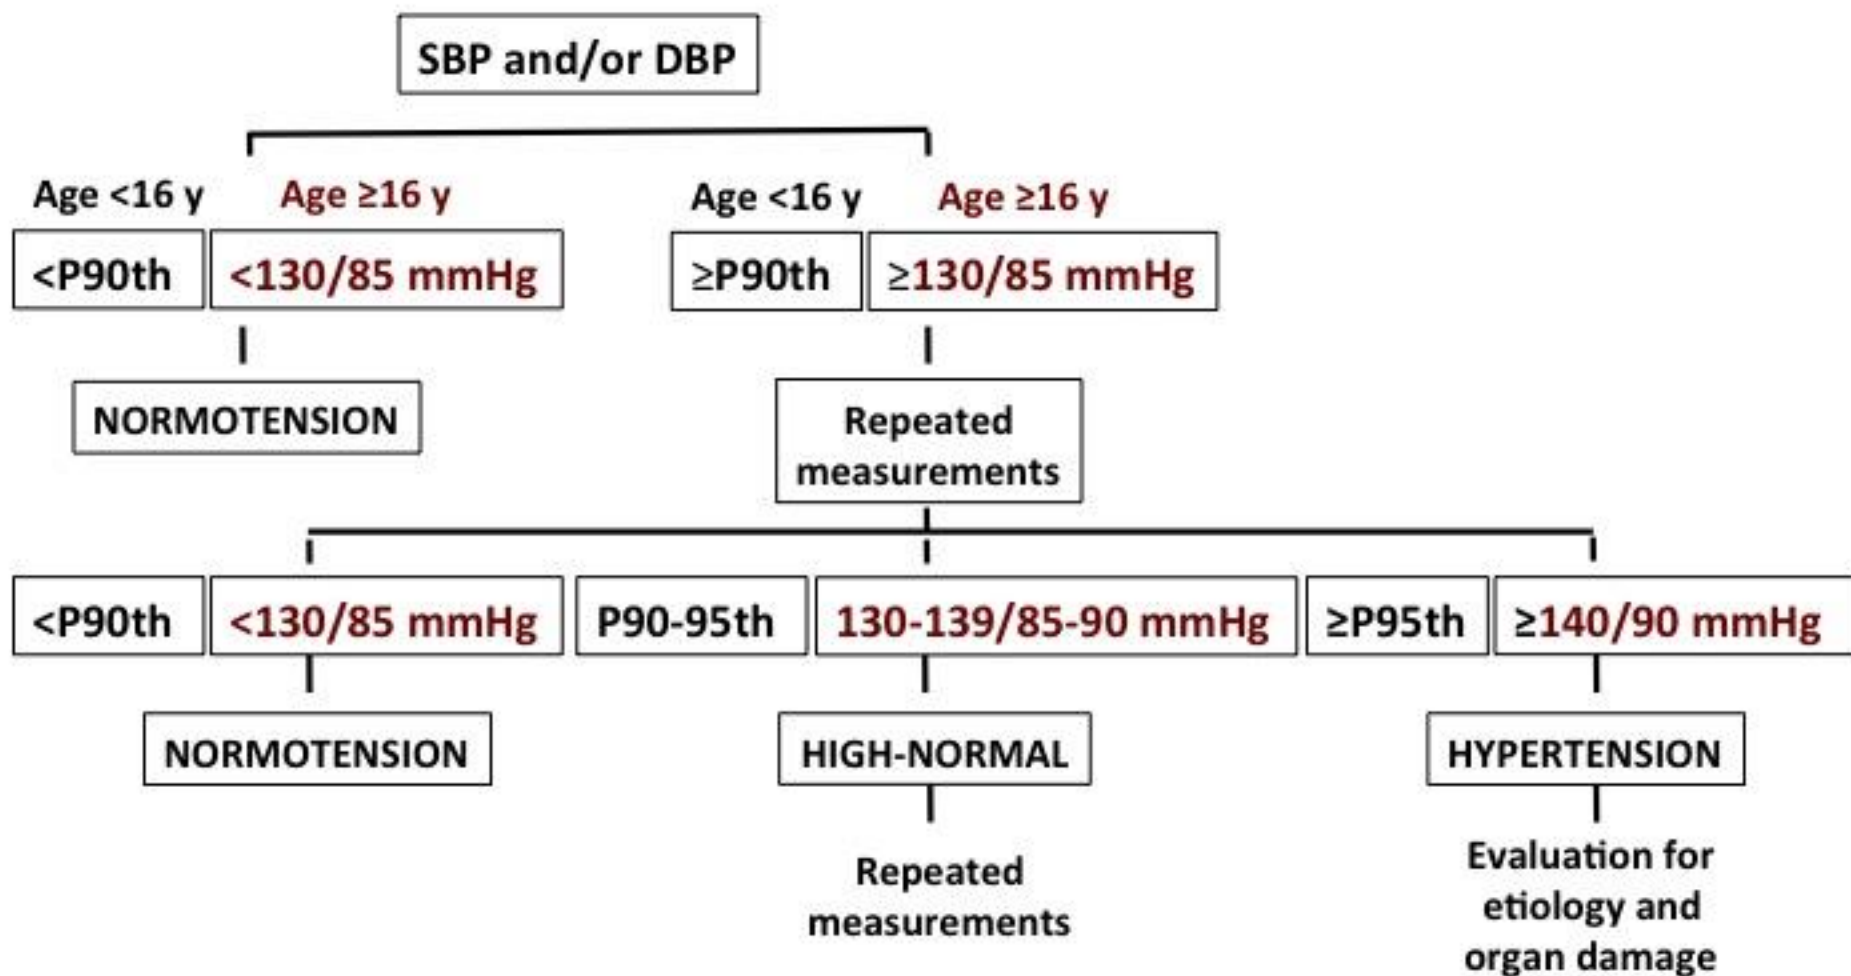 SBP and/or DBP
Age <16 y
Age ≥16 y
Age <16 y
Age ≥16 y
<P90th
<130/85 mmHg
≥P90th
≥130/85 mmHg
NORMOTENSION
Repeated
measurements
<P90th
<130/85 mmHg
P90-95th
130-139/85-90 mmHg
≥P95th
≥140/90 mmHg
NORMOTENSION
HIGH-NORMAL
HYPERTENSION
Repeated
measurements
Evaluation for
etiology and
organ damage